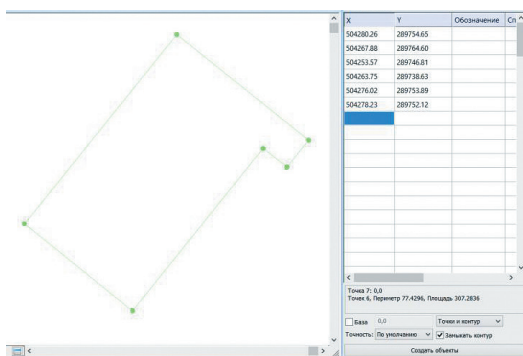 X Y Обозначение Сп
504280.26 289754.65
504267.88 289764.60
504253.57 289746.81
504263.75 289738.63
504276.02 289753.89
504278.23 289752.12
Точка 7: 0,0
Точек 6, Периметр 77.4296, Площадь 307.2836
База 0,0 Точки и контур
Точность: По умолчанию Замыкать контур
Создать объекты